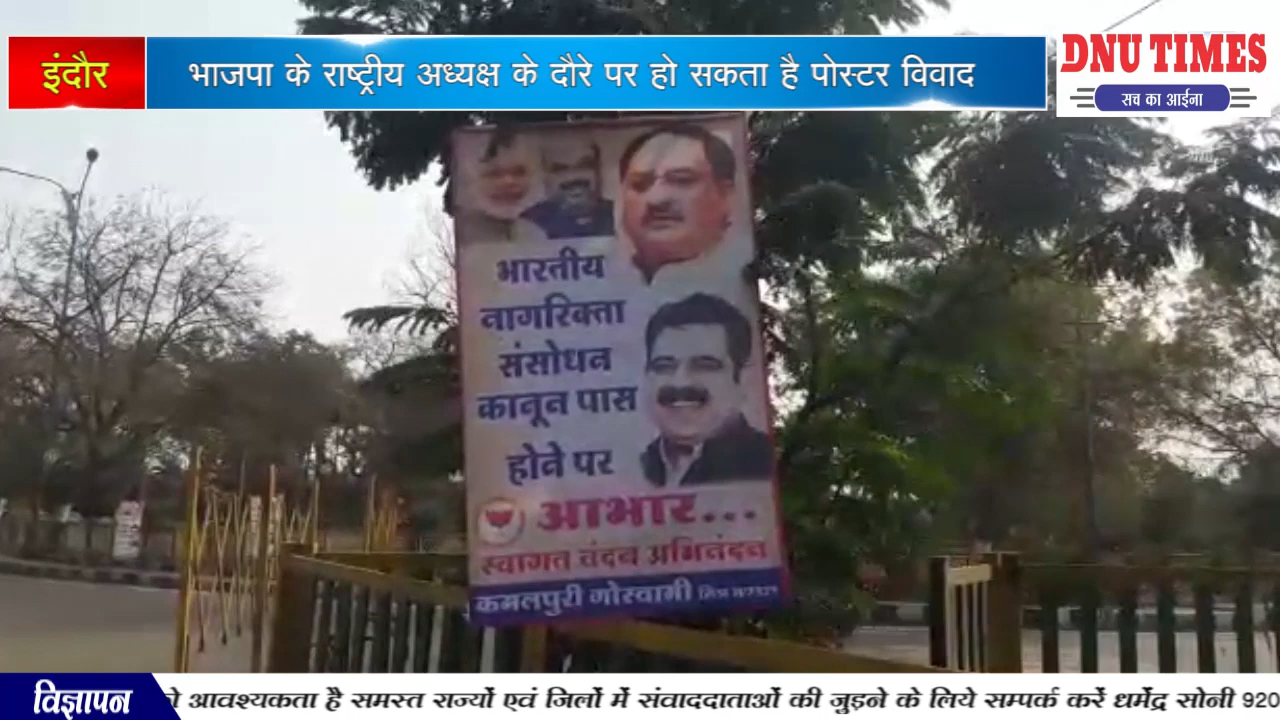 इंदौर
भाजपा के राष्ट्रीय अध्यक्ष के दौरे पर हो सकता है पोस्टर विवाद
DNU TIMES
सच का आईना
भारतीय
नागरिक्ता
संसोधन
कानून पास
होने पर
आभार...
स्वागत वंदन अभिनंदन
कमलपुरी गोस्वामी मित्र
विज्ञापन
आवश्यकता है समस्त राज्यों एवं जिलों में संवाददाताओं की जुड़ने के लिये सम्पर्क करें धर्मेद्र सोनी 920